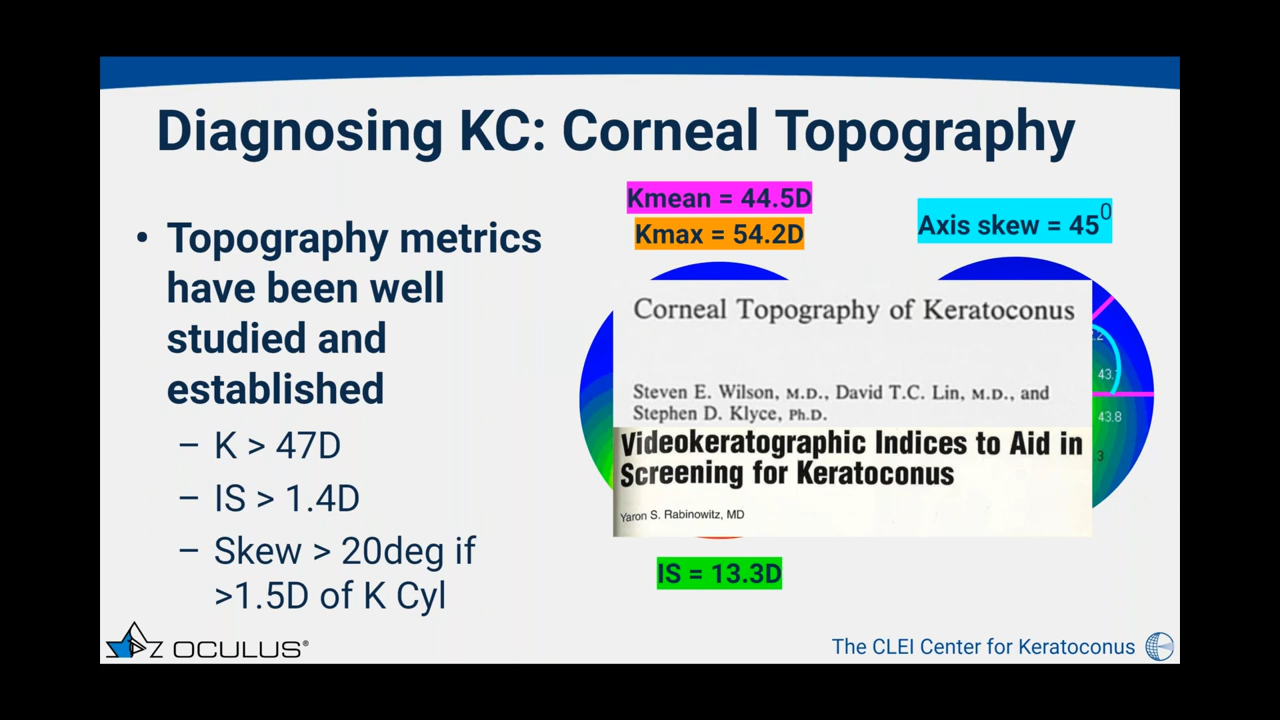 Diagnosing KC: Corneal Topography
• Topography metrics
have been well
studied and
established
– K > 47D
– IS > 1.4D
– Skew > 20deg if
>1.5D of K Cyl
Kmean = 44.5D
Kmax = 54.2D
Axis skew = 45⁰
Corneal Topography of Keratoconus
Steven E. Wilson, M.D., David T.C. Lin, M.D., and
Stephen D. Klyce, Ph.D.
Videokeratographic Indices to Aid in
Screening for Keratoconus
Yaron S. Rabinowitz, MD
43.8
IS = 13.3D
OCULUS®
The CLEI Center for Keratoconus